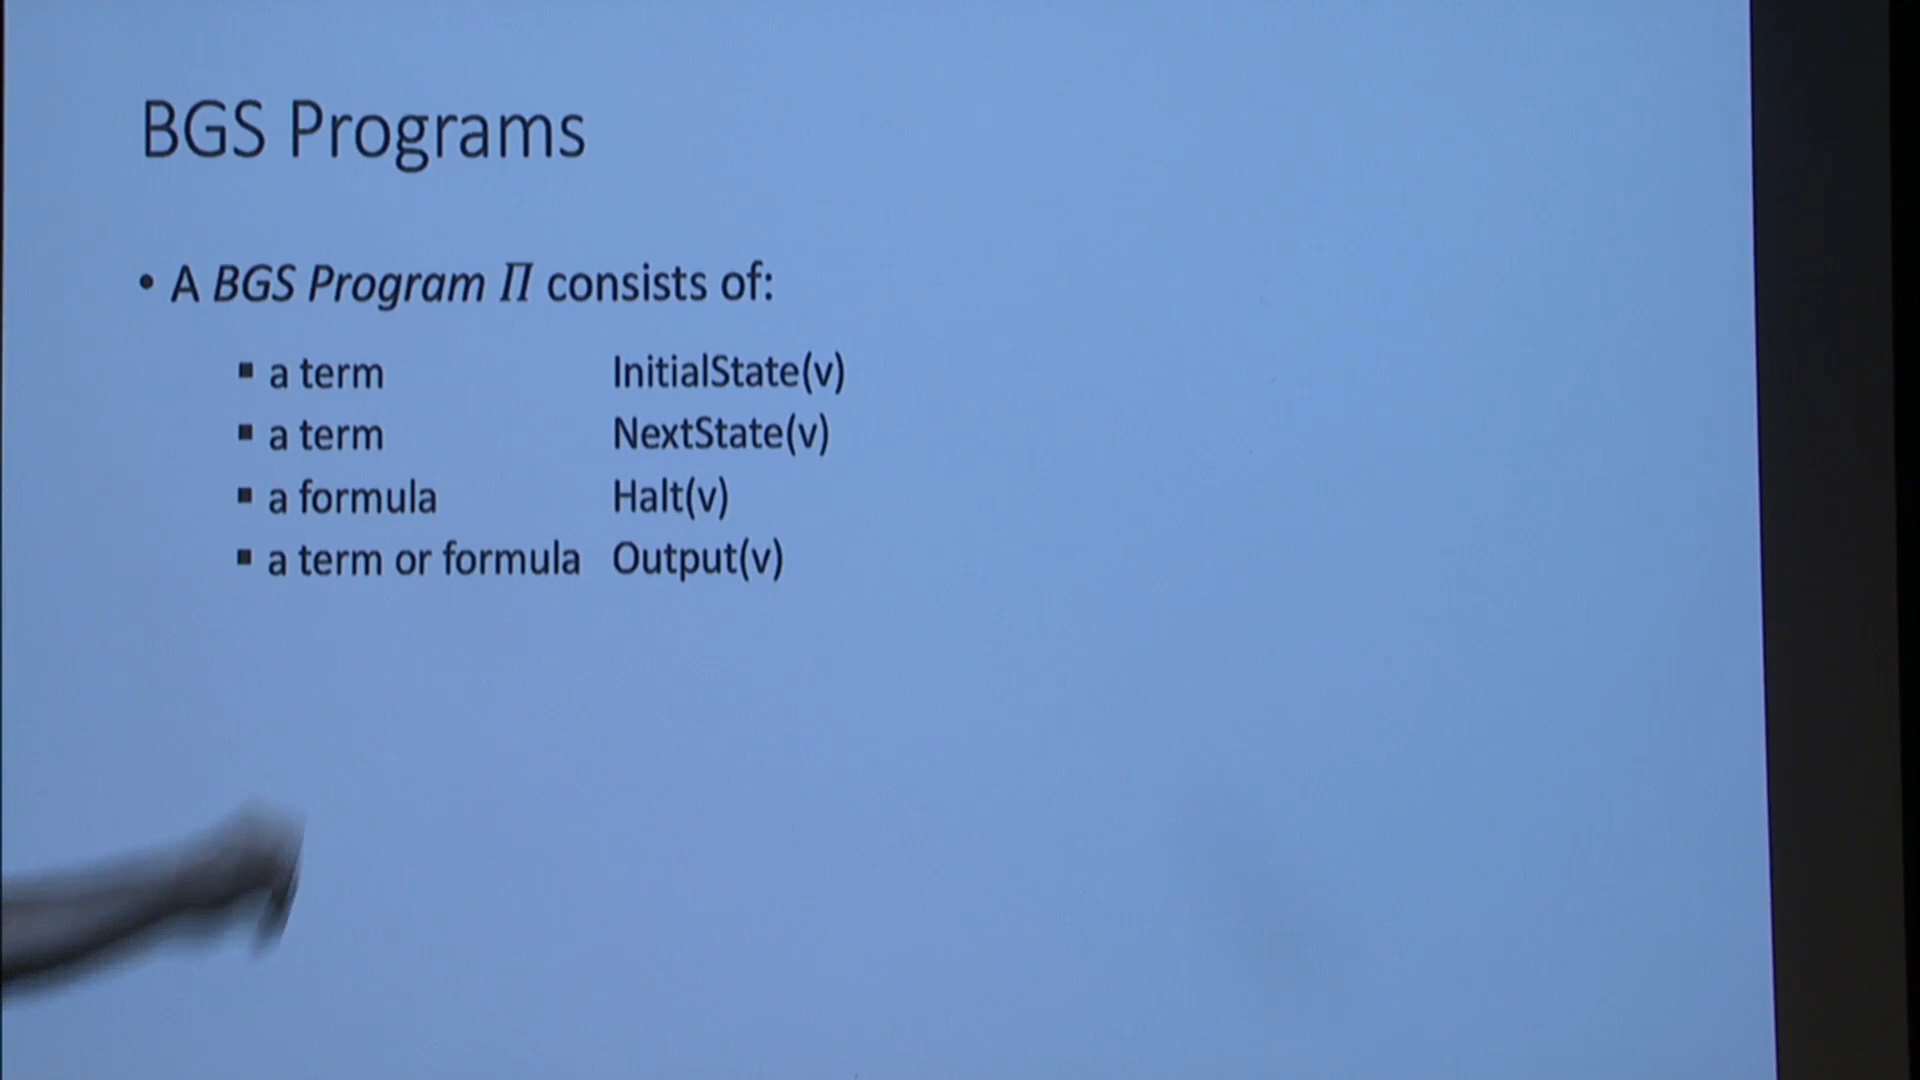 BGS Programs
• A BGS Program Π consists of:
▪ a term InitialState(v)
▪ a term NextState(v)
▪ a formula Halt(v)
▪ a term or formula Output(v)